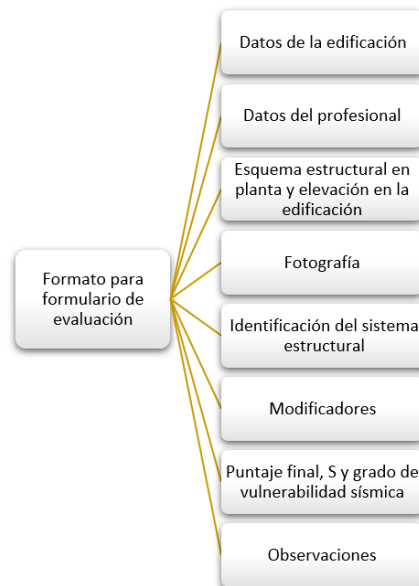 Formato para
formulario de
evaluación
Datos de la edificación
Datos del profesional
Esquema estructural en
planta y elevación en la
edificación
Fotografía
Identificación del sistema
estructural
Modificadores
Puntaje final, S y grado de
vulnerabilidad sísmica
Observaciones